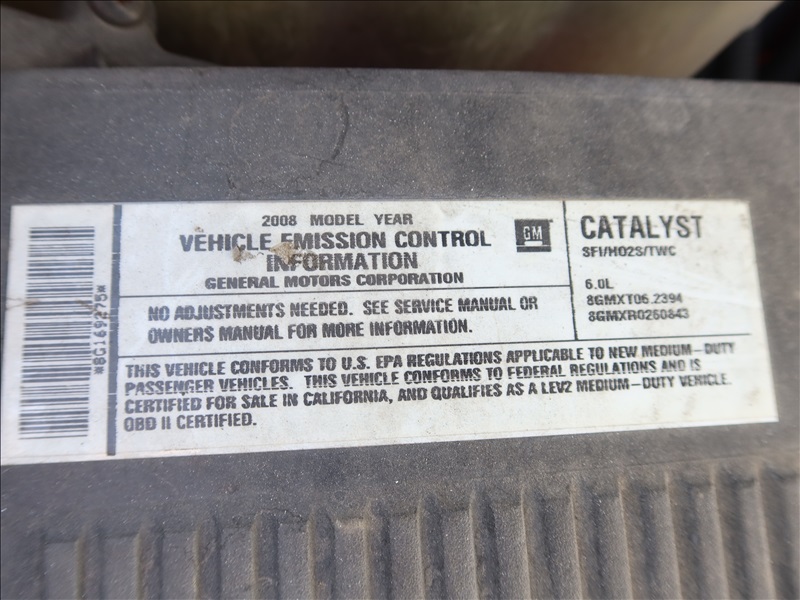 *8G169275*
2008 MODEL YEAR
VEHICLE EMISSION CONTROL
INFORMATION
GENERAL MOTORS CORPORATION
GM
CATALYST
SFI/HO2S/TWC
6.0L
8GMXT06.2394
8GMXR0260843
NO ADJUSTMENTS NEEDED. SEE SERVICE MANUAL OR
OWNERS MANUAL FOR MORE INFORMATION.
THIS VEHICLE CONFORMS TO U.S. EPA REGULATIONS APPLICABLE TO NEW MEDIUM-DUTY
PASSENGER VEHICLES. THIS VEHICLE CONFORMS TO FEDERAL REGULATIONS AND IS
CERTIFIED FOR SALE IN CALIFORNIA, AND QUALIFIES AS A LEV2 MEDIUM-DUTY VEHICLE.
OBD II CERTIFIED.